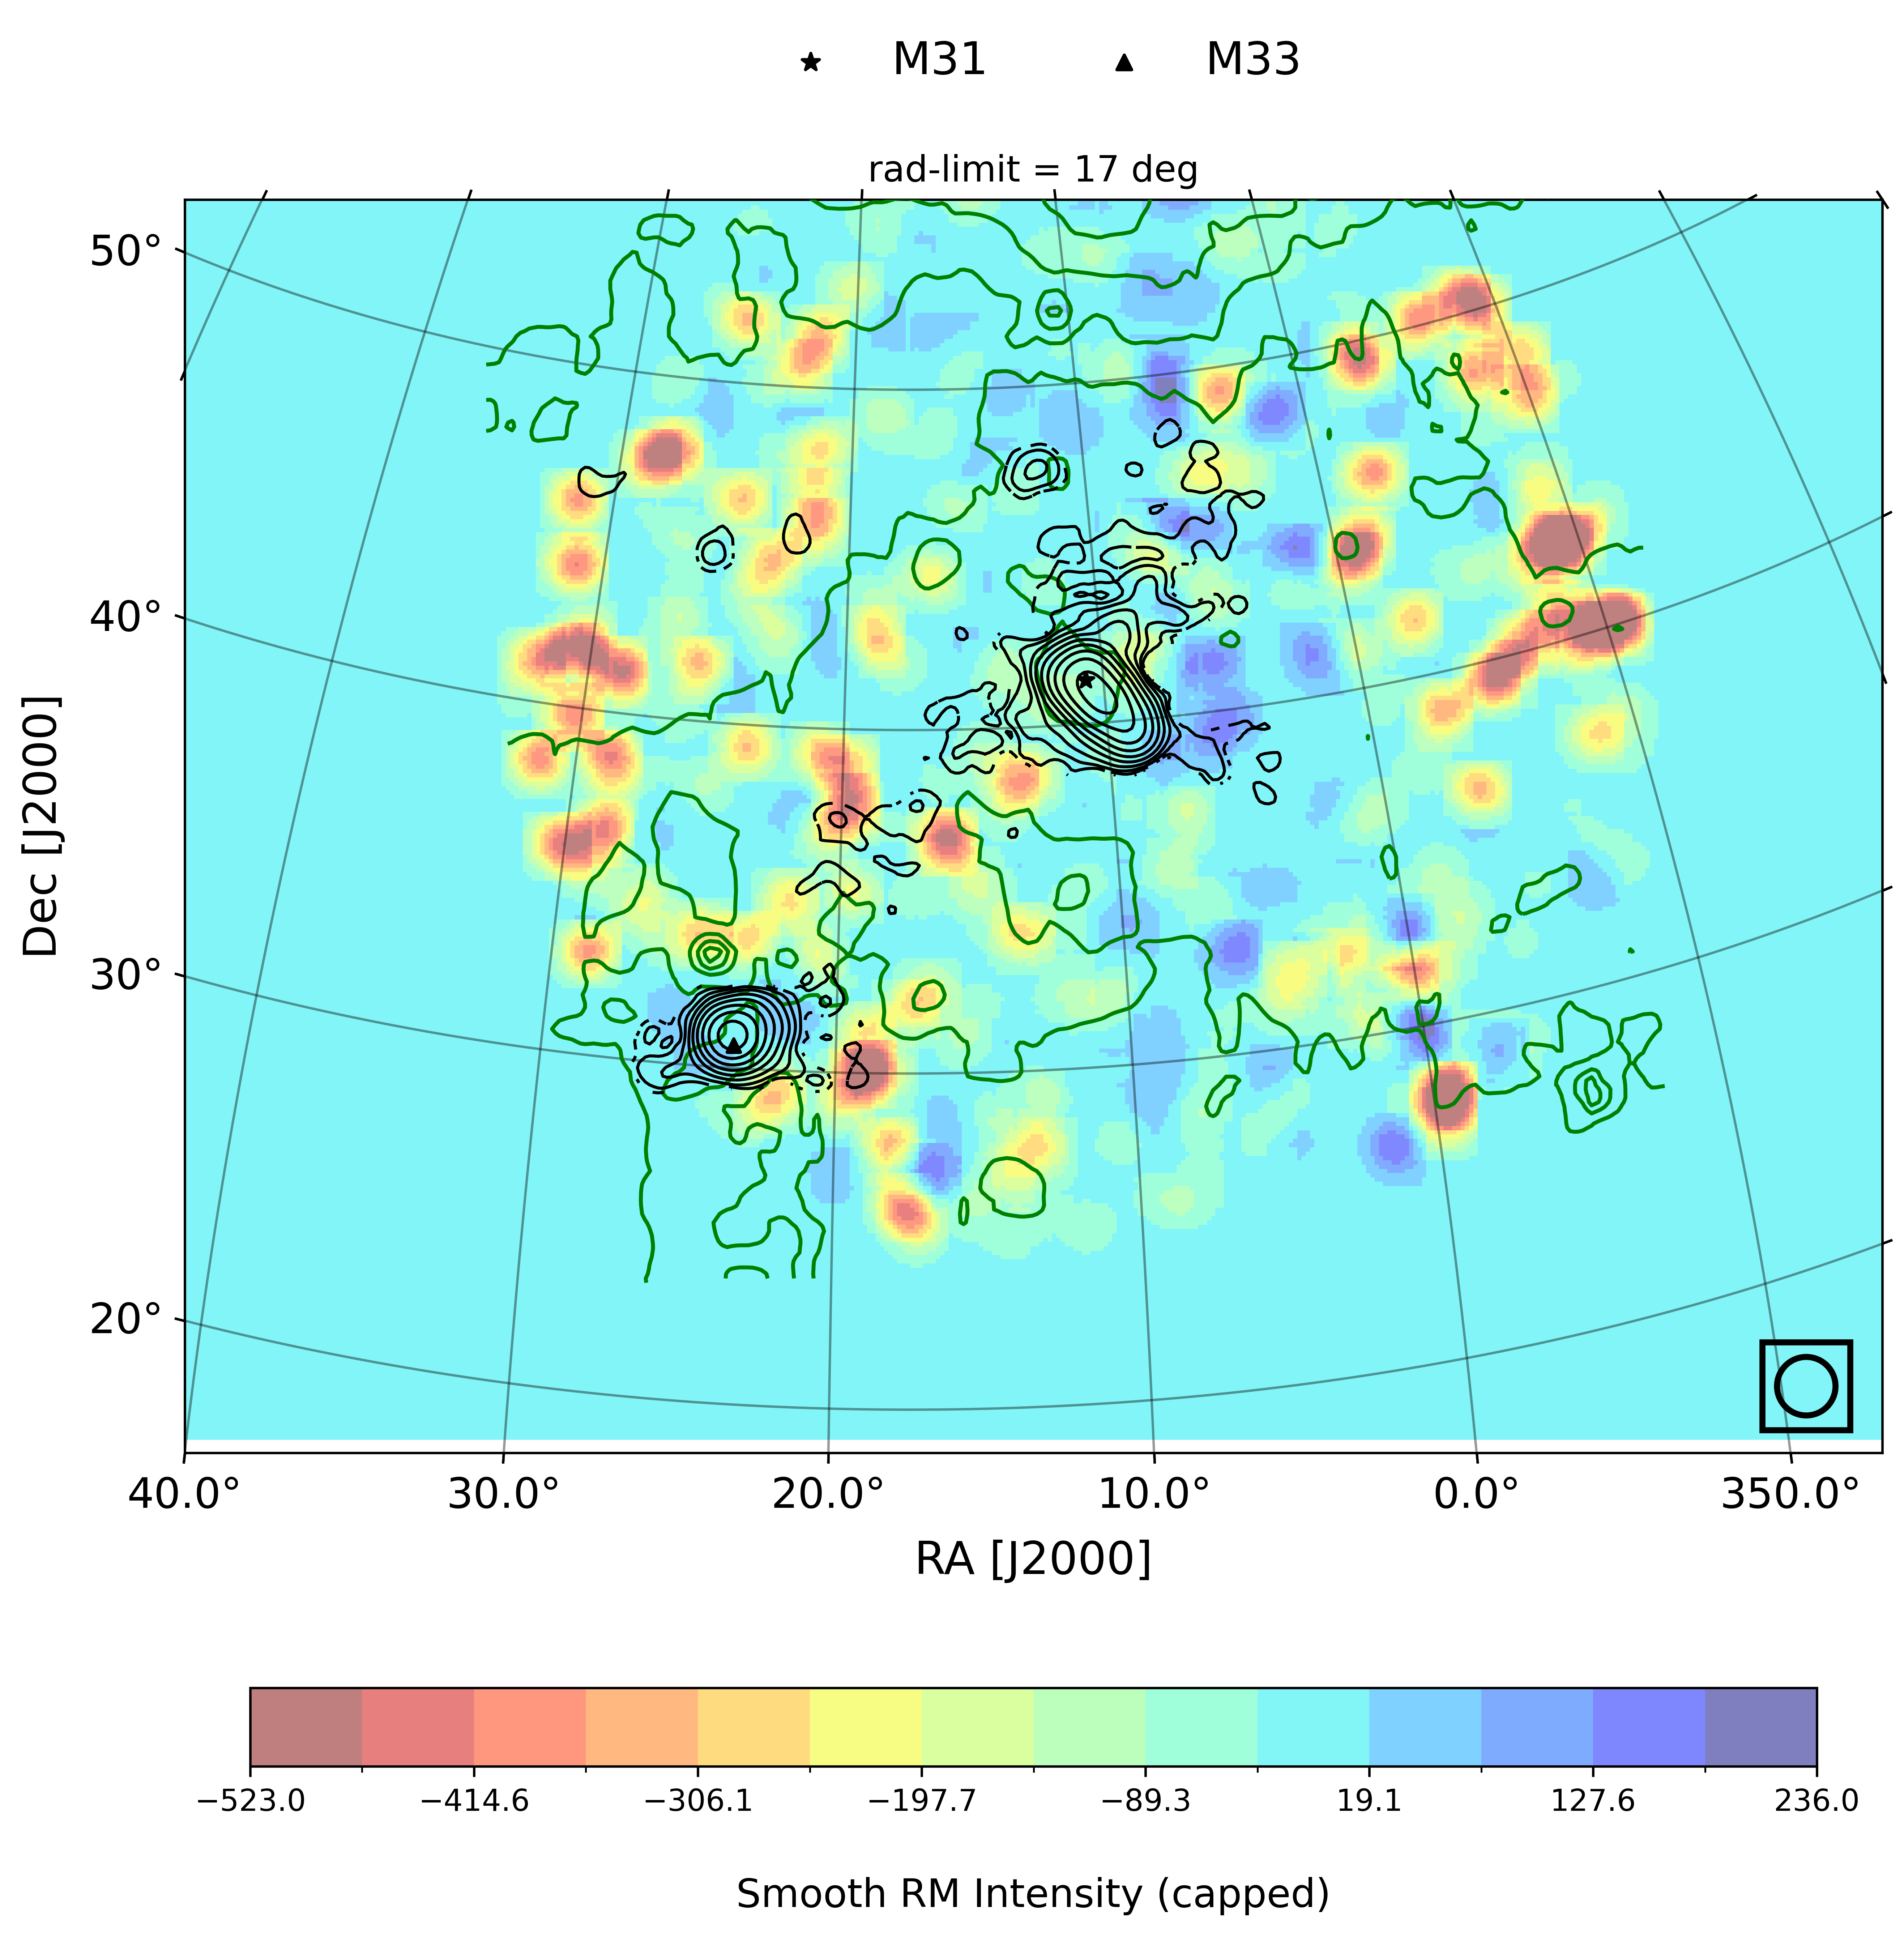 M31 M33
rad-limit = 17 deg
50°
40°
30°
20°
Dec [J2000]
40.0° 30.0° 20.0° 10.0° 0.0° 350.0°
RA [J2000]
−523.0 −414.6 −306.1 −197.7 −89.3 19.1 127.6 236.0
Smooth RM Intensity (capped)